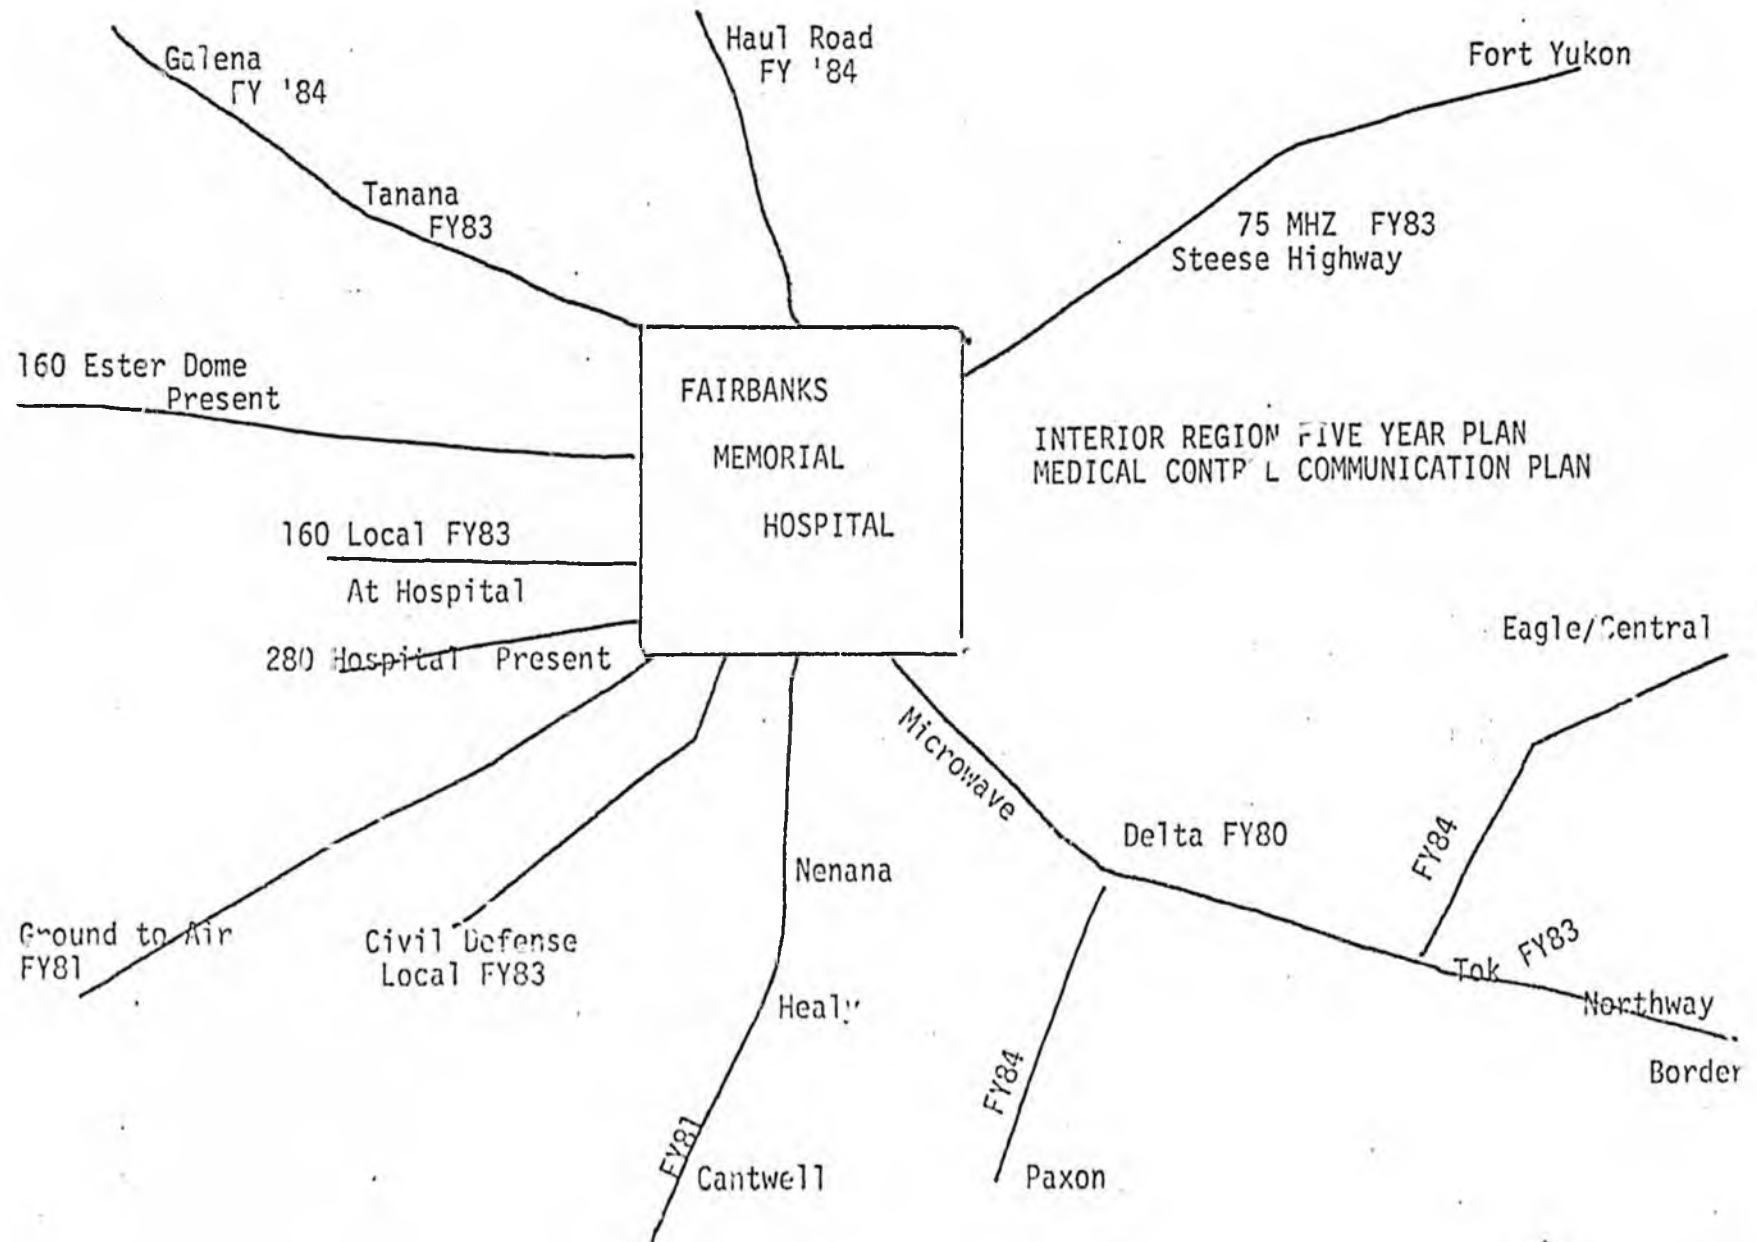 Galena
FY '84
Haul Road
FY '84
Fort Yukon
Tanana
FY83
75 MHZ FY83
Steese Highway
160 Ester Dome
Present
FAIRBANKS
MEMORIAL
HOSPITAL
INTERIOR REGION FIVE YEAR PLAN
MEDICAL CONTR L COMMUNICATION PLAN
160 Local FY83
At Hospital
280 Hospital Present
Eagle/Central
Microwave
Delta FY80
FY84
Nenana
Ground to Air
FY81
Civil Defense
Local FY83
Tok FY83
Northway
Border
Healy
FY84
FY81
Cantwell
Paxon